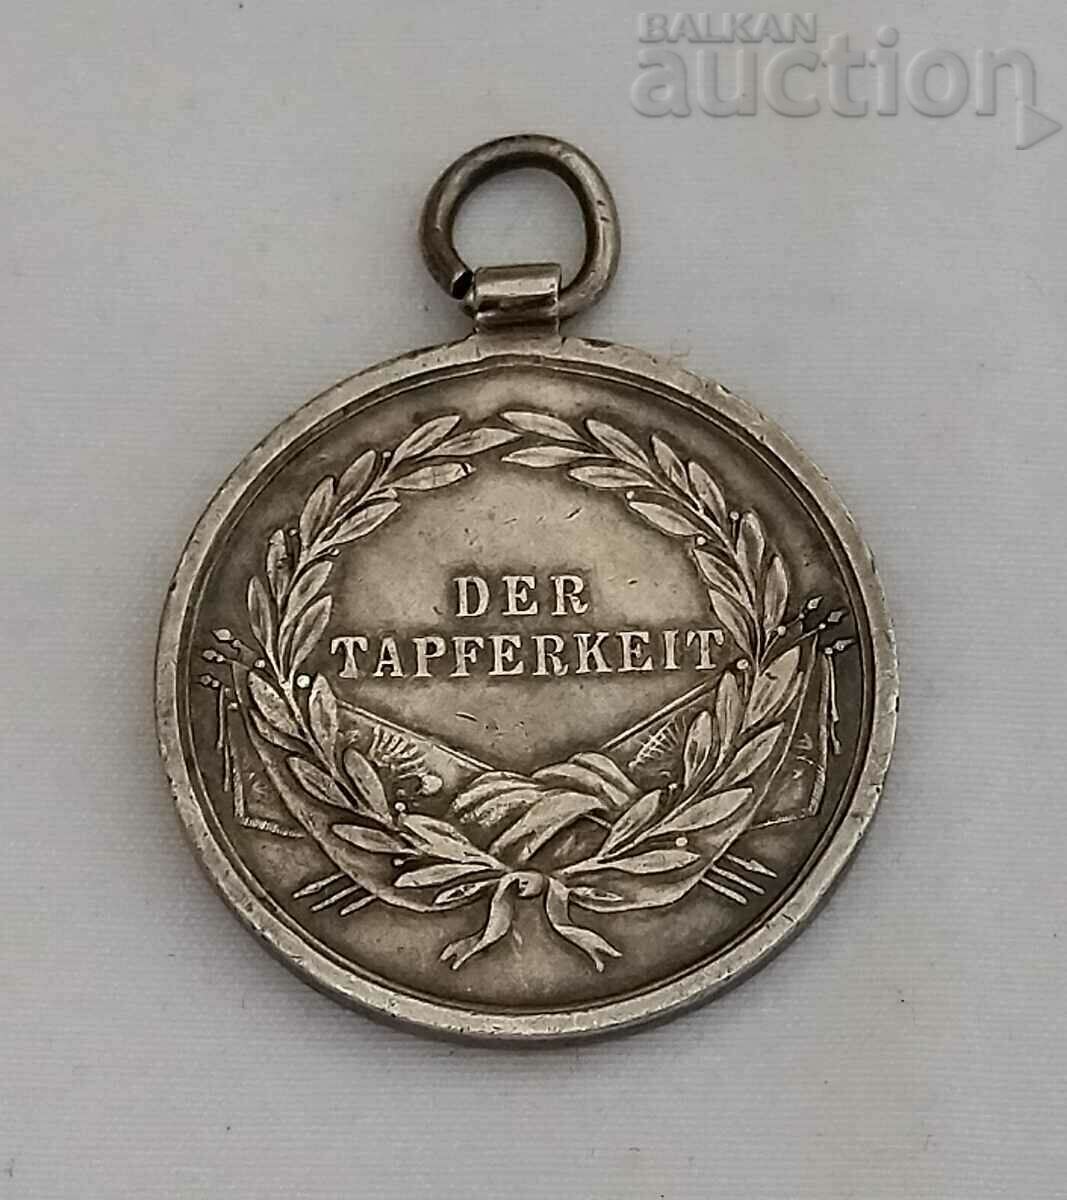 BALKAN
auction
DER
TAPFERKEIT